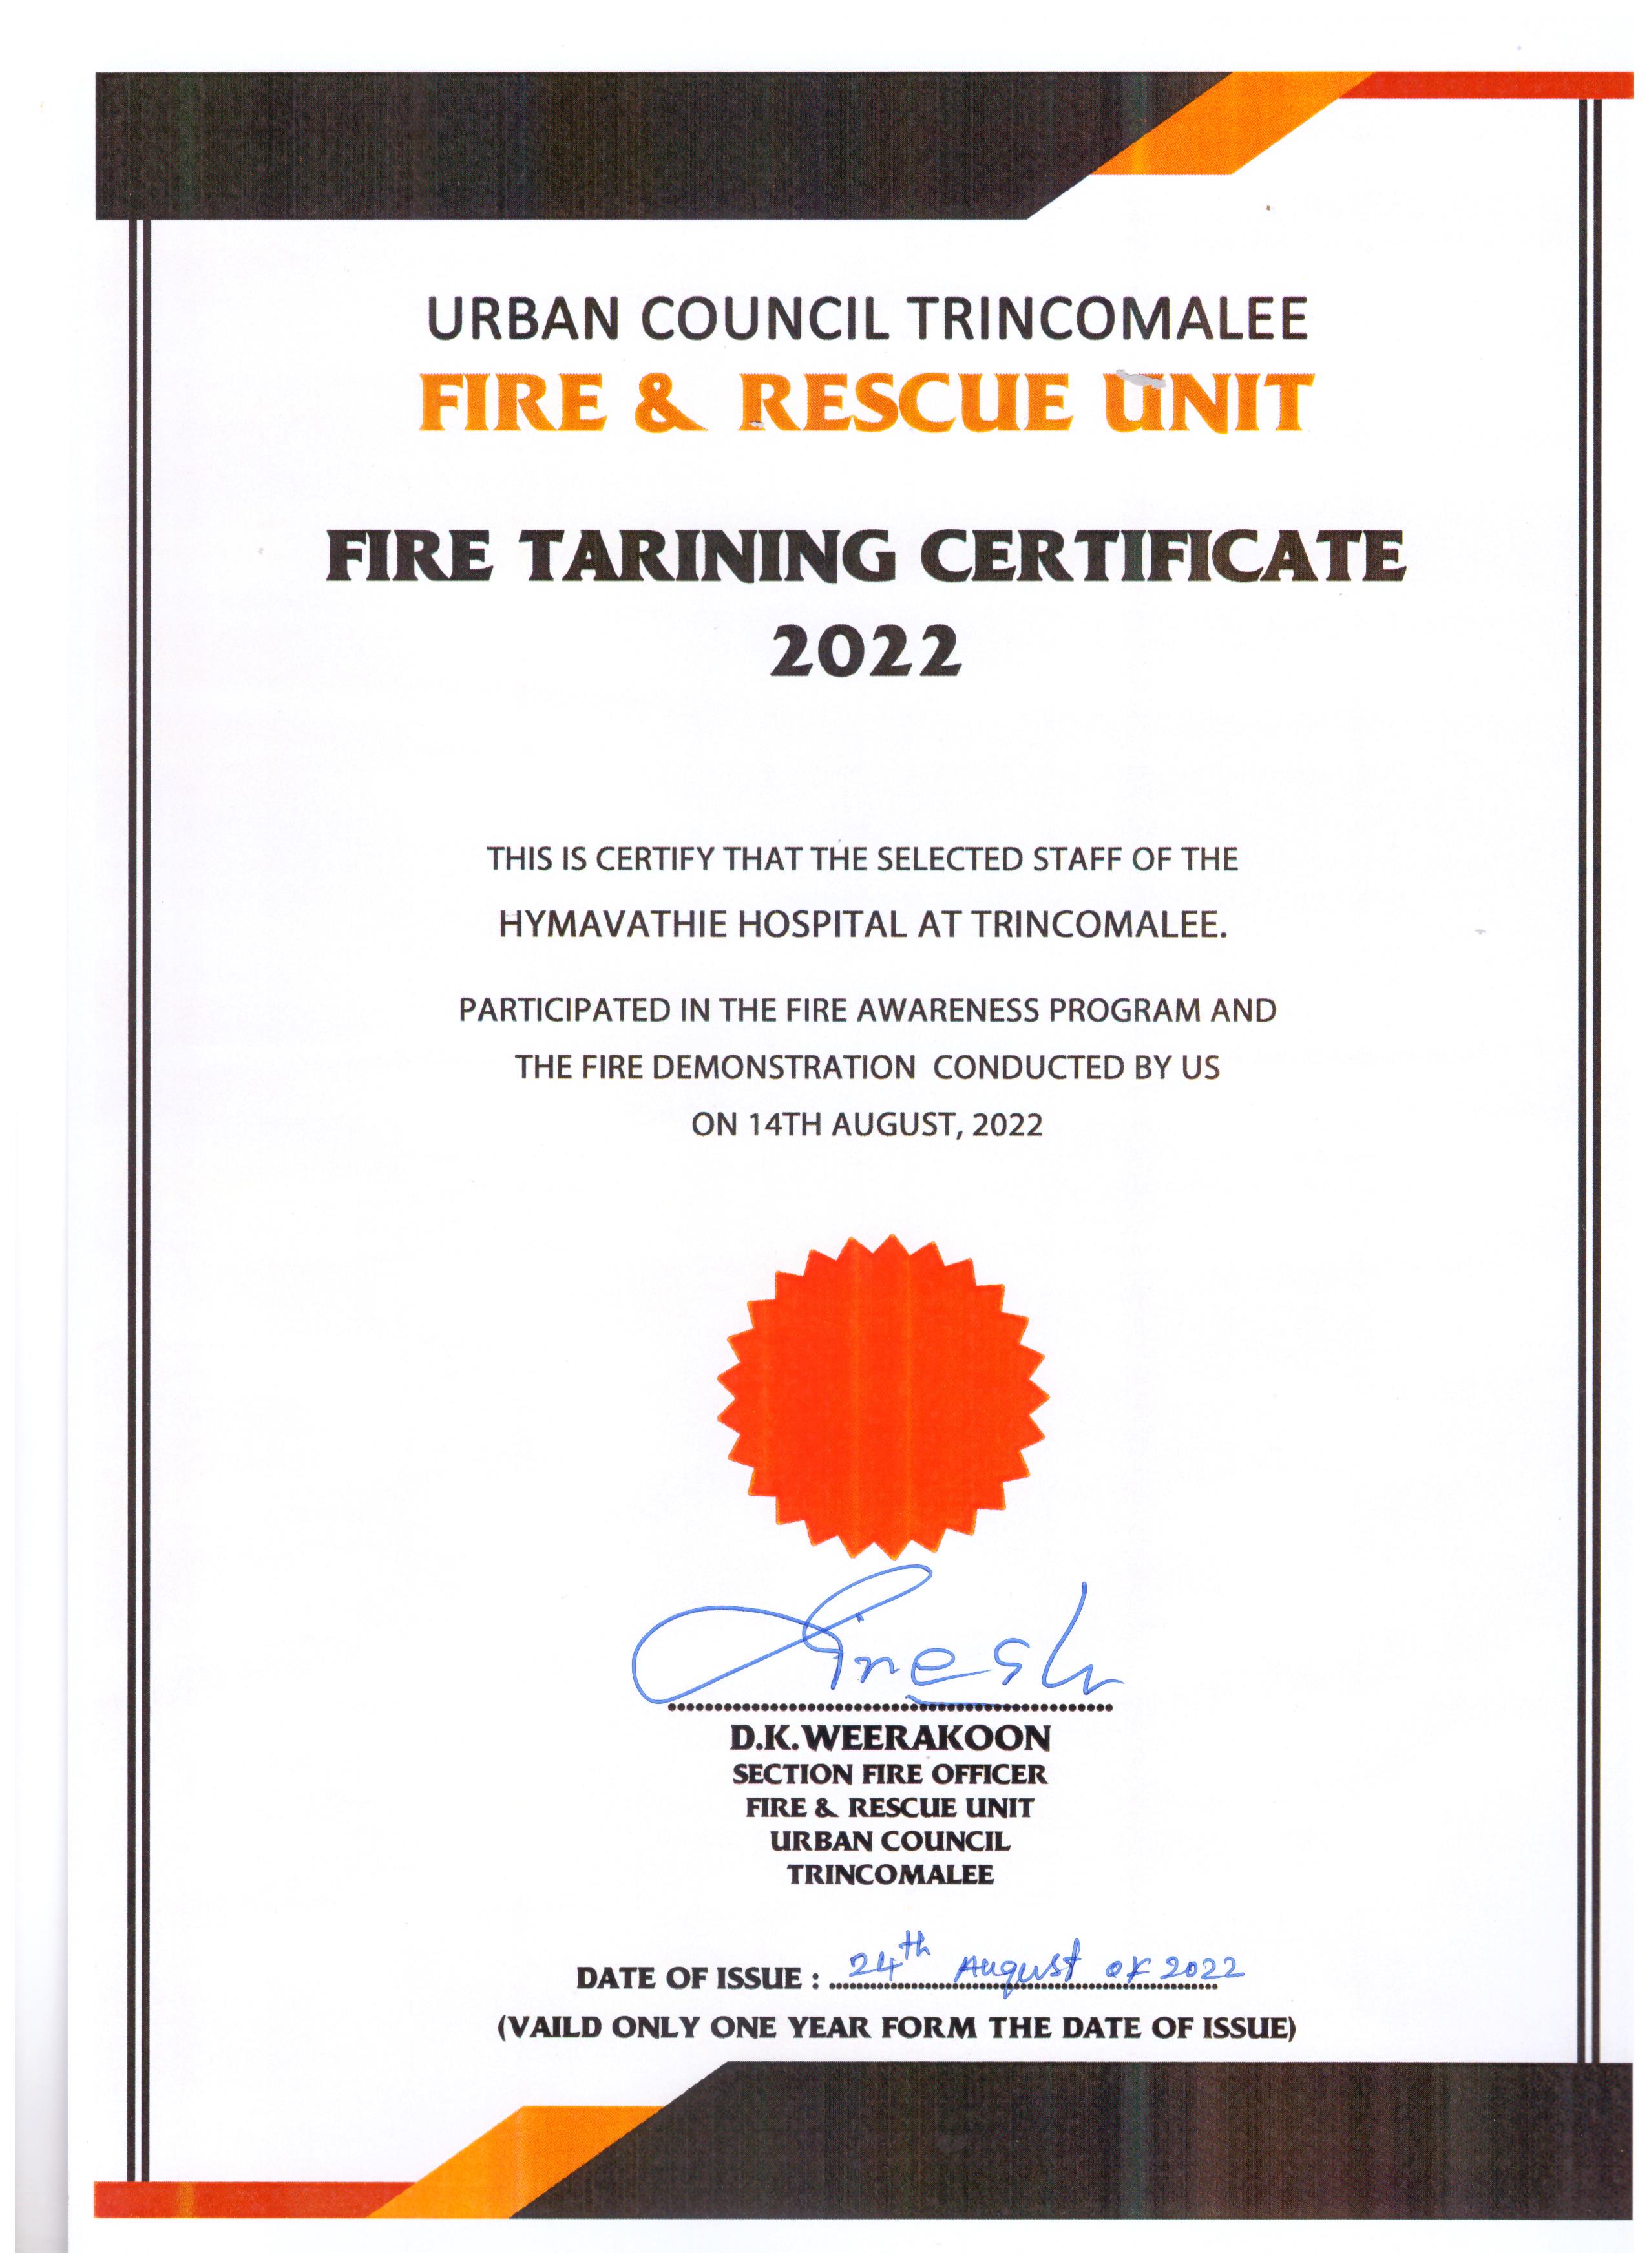 URBAN COUNCIL TRINCOMALEE
FIRE & RESCUE UNIT
FIRE TARINING CERTIFICATE
2022
THIS IS CERTIFY THAT THE SELECTED STAFF OF THE
HYMAVATHIE HOSPITAL AT TRINCOMALEE.
PARTICIPATED IN THE FIRE AWARENESS PROGRAM AND
THE FIRE DEMONSTRATION CONDUCTED BY US
ON 14TH AUGUST, 2022
D.K.WEERAKOON
SECTION FIRE OFFICER
FIRE & RESCUE UNIT
URBAN COUNCIL
TRINCOMALEE
DATE OF ISSUE : 24th August of 2022
(VAILD ONLY ONE YEAR FORM THE DATE OF ISSUE)